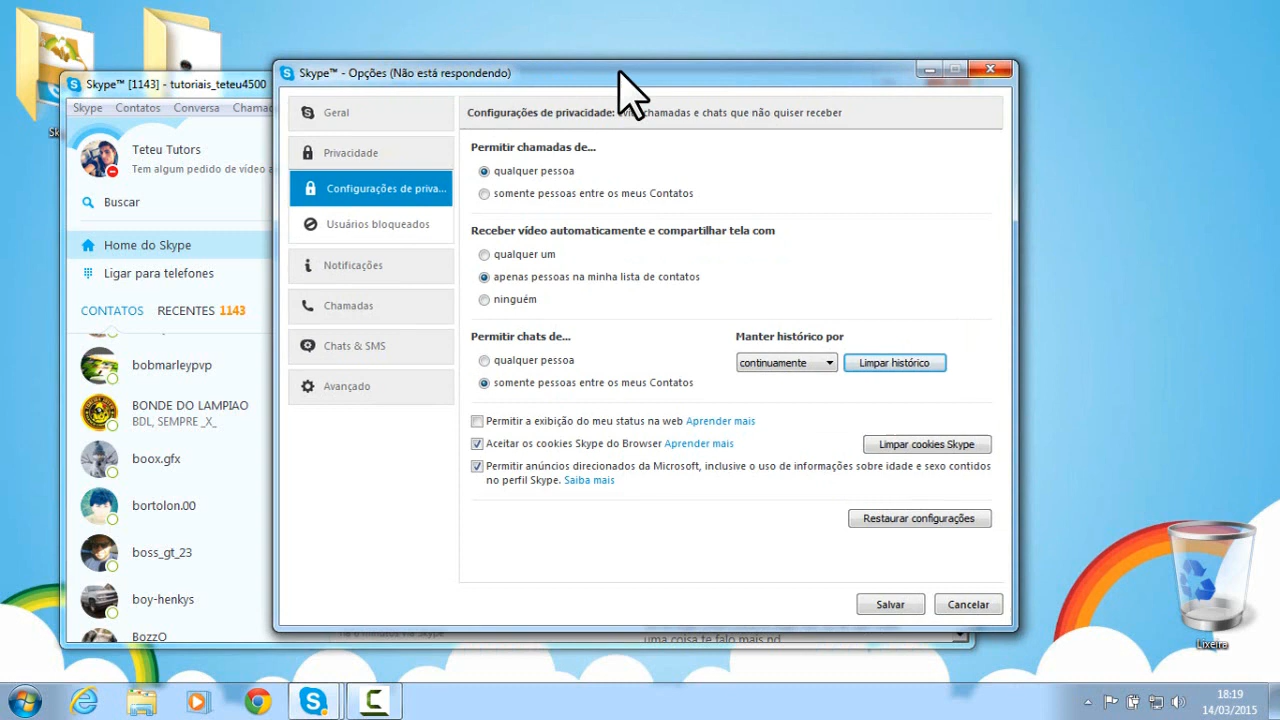 Skype™ [1143] - tutoriais_teteu4500
Skype Contatos Conversa
Teteu Tutors
Tem algum pedido de vídeo
Buscar
Home do Skype
Ligar para telefones
CONTATOS RECENTES 1143
bobmarleypvp
BONDE DO LAMPIAO
BDL, SEMPRE _X_
boox.gfx
bortolon.00
boss_gt_23
boy-henkys
BozzO
Skype™ - Opções (Não está respondendo)
Geral
Privacidade
Configurações de priva...
Usuários bloqueados
Notificações
Chamadas
Chats & SMS
Avançado
Configurações de privacidade: chamadas e chats que não quiser receber
Permitir chamadas de...
qualquer pessoa
somente pessoas entre os meus Contatos
Receber vídeo automaticamente e compartilhar tela com
qualquer um
apenas pessoas na minha lista de contatos
ninguém
Permitir chats de...
qualquer pessoa
somente pessoas entre os meus Contatos
Manter histórico por
continuamente
Limpar histórico
Permitir a exibição do meu status na web Aprender mais
Aceitar os cookies Skype do Browser Aprender mais
Limpar cookies Skype
Permitir anúncios direcionados da Microsoft, inclusive o uso de informações sobre idade e sexo contidos
no perfil Skype. Saiba mais
Restaurar configurações
Salvar
Cancelar
uma coisa te falo mais
Lixeira
18:19
14/03/2015